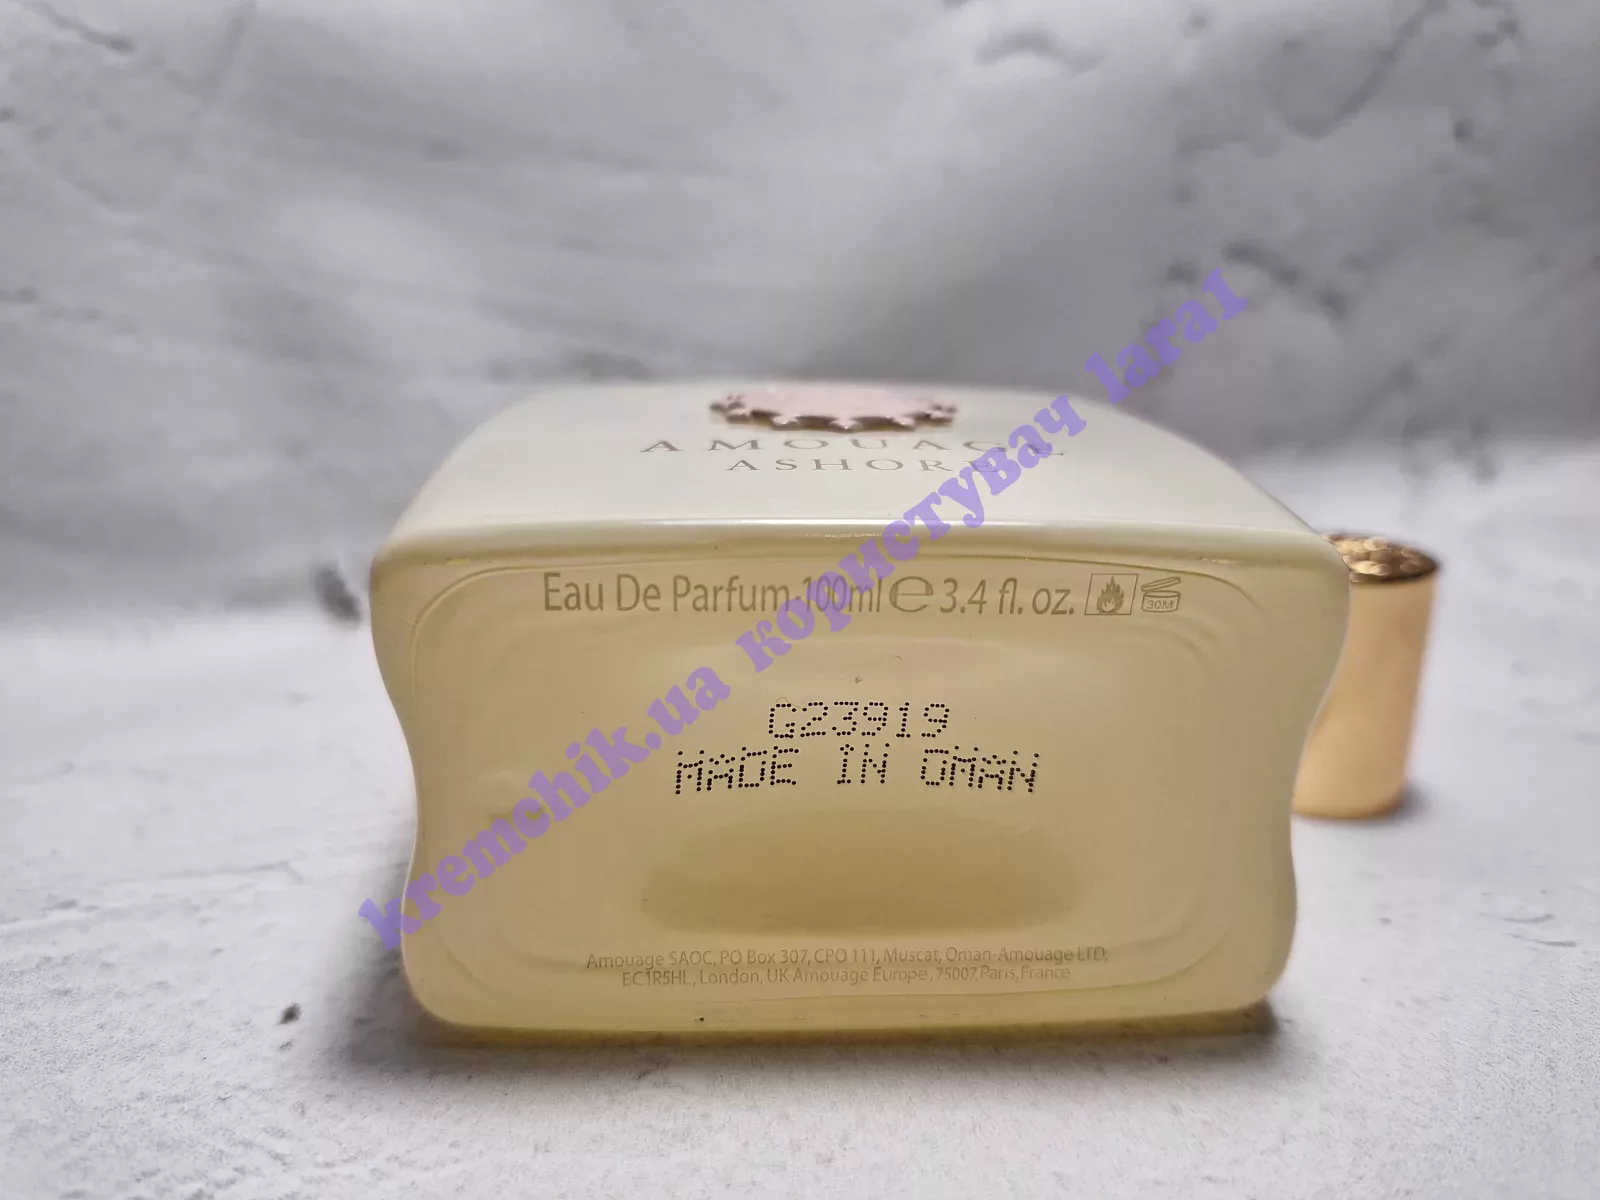 AMOUAGE
ASHORE
Eau De Parfum-100ml ℮ 3.4 fl. oz.
30M
G23919
MADE IN OMAN
Amouage SAOC, PO Box 307, CPO 111, Muscat, Oman-Amouage LTD,
EC1R5HL, London, UK-Amouage Europe, 75007, Paris, France
kremchik.ua користувач lara1